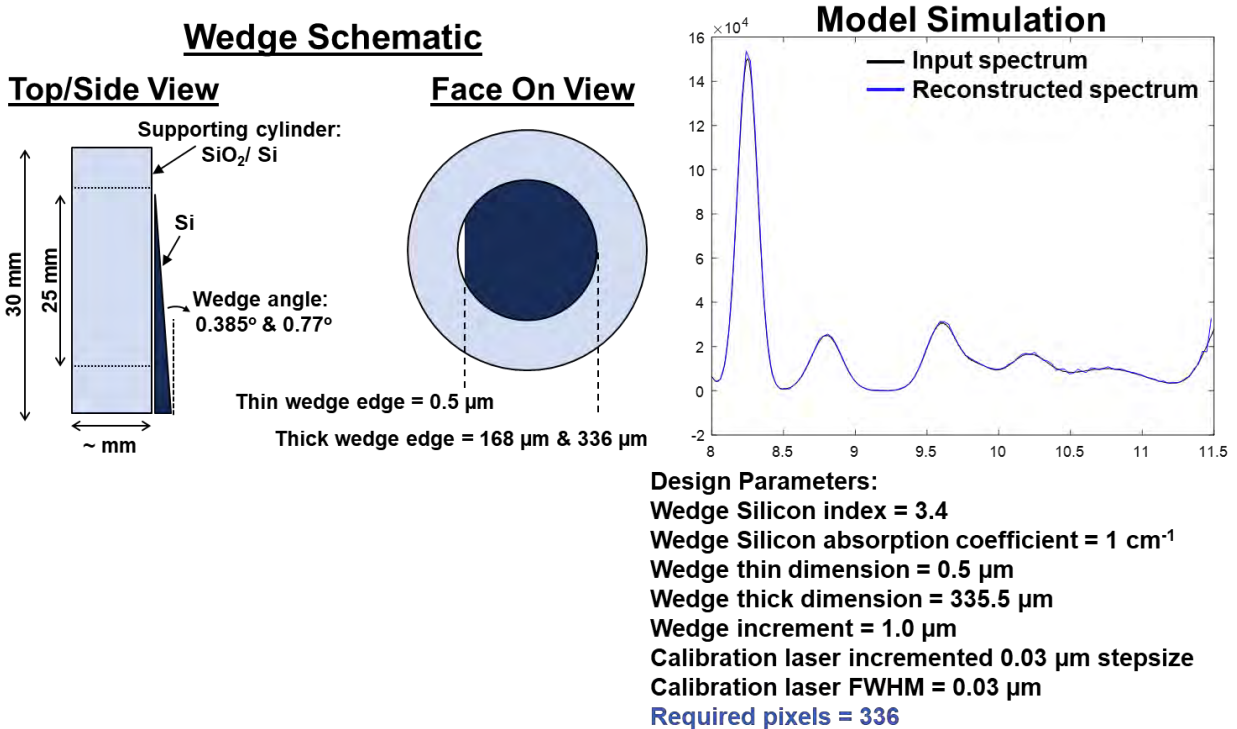 Wedge Schematic
Top/Side View
Face On View
Supporting cylinder:
SiO₂/ Si
Si
30 mm
25 mm
Wedge angle:
0.385º & 0.77º
~ mm
Thin wedge edge = 0.5 µm
Thick wedge edge = 168 µm & 336 µm
Model Simulation
×10⁴
16
14
12
10
8
6
4
2
0
-2
8
8.5
9
9.5
10
10.5
11
11.5
Input spectrum
Reconstructed spectrum
Design Parameters:
Wedge Silicon index = 3.4
Wedge Silicon absorption coefficient = 1 cm⁻¹
Wedge thin dimension = 0.5 µm
Wedge thick dimension = 335.5 µm
Wedge increment = 1.0 µm
Calibration laser incremented 0.03 µm stepsize
Calibration laser FWHM = 0.03 µm
Required pixels = 336